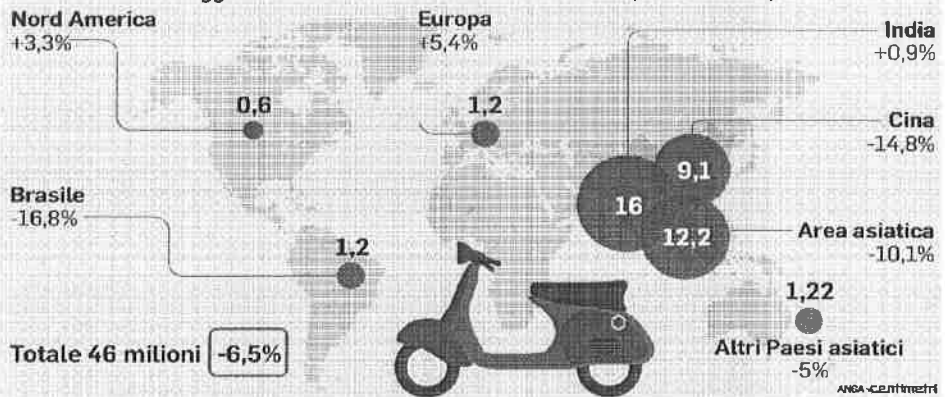 Nord America
+3,3%
Europa
+5,4%
India
+0,9%
0,6
1,2
Cina
-14,8%
9,1
16
Brasile
-16,8%
12,2
Area asiatica
-10,1%
1,2
1,22
Totale 46 milioni -6,5%
Altri Paesi asiatici
-5%
ANSA-centimetri